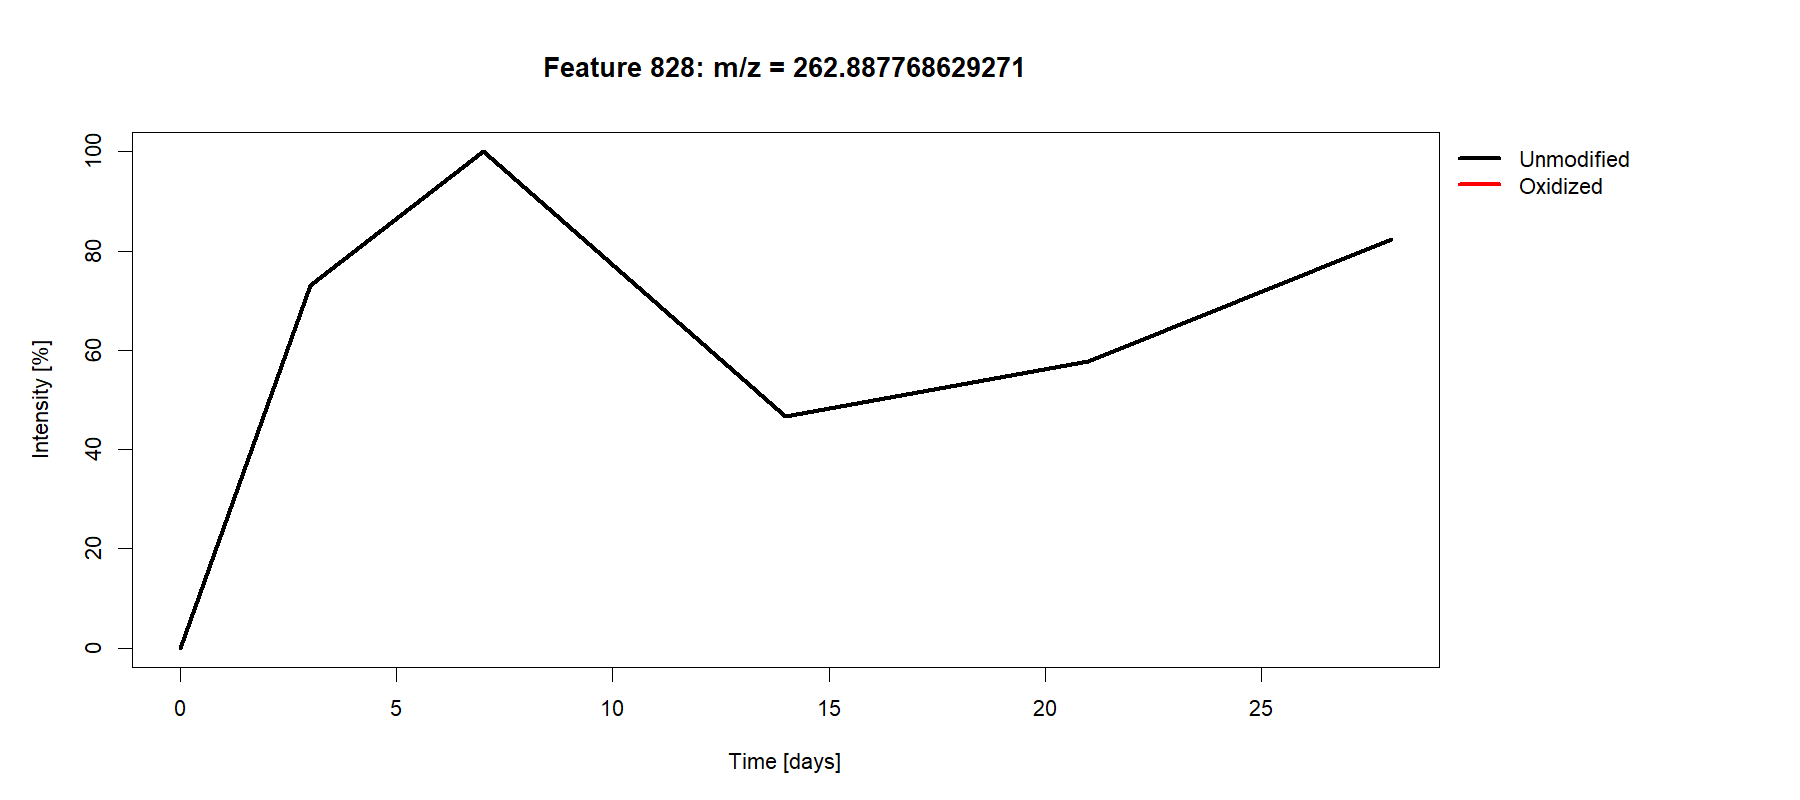 Feature 828: m/z = 262.887768629271
100
80
60
40
20
0
Intensity [%]
0 5 10 15 20 25
Time [days]
Unmodified
Oxidized